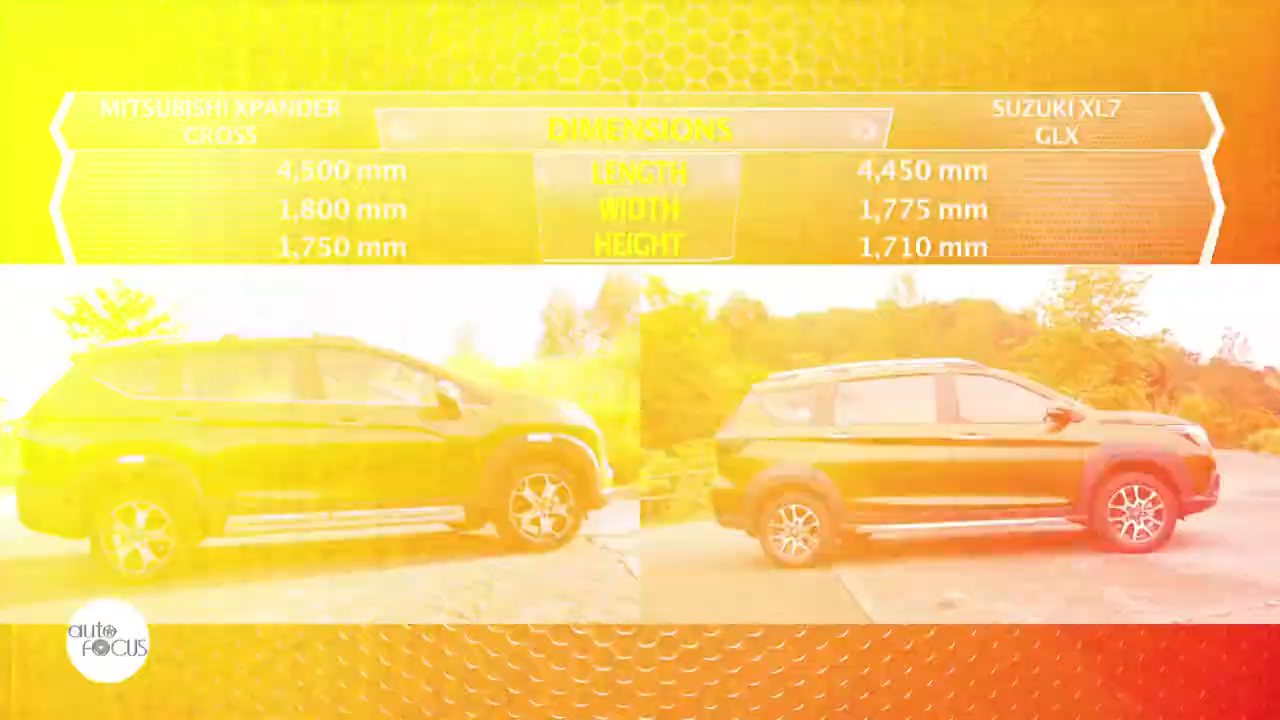 MITSUBISHI XPANDER
CROSS
DIMENSIONS
SUZUKI XL7
GLX
4,500 mm LENGTH 4,450 mm
1,800 mm WIDTH 1,775 mm
1,750 mm HEIGHT 1,710 mm
auto
FOCUS